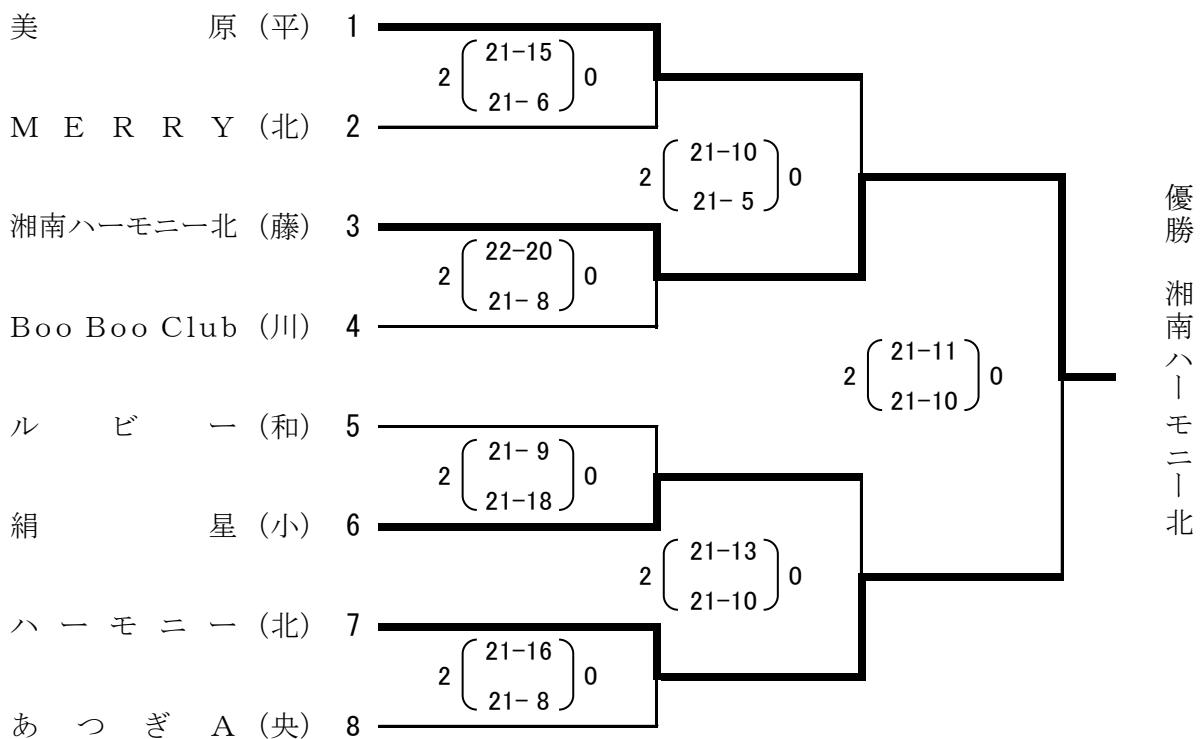 美原（平） 1
2 21-15 0
21- 6
MERRY（北） 2
2 21-10 0
21- 5
湘南ハーモニー北（藤） 3
2 22-20 0
21- 8
Boo Boo Club（川） 4
2 21-11 0
21-10
ルビー（和） 5
2 21- 9 0
21-18
絹星（小） 6
2 21-13 0
21-10
ハーモニー（北） 7
2 21-16 0
21- 8
あつぎA（央） 8
優勝 湘南ハーモニー北